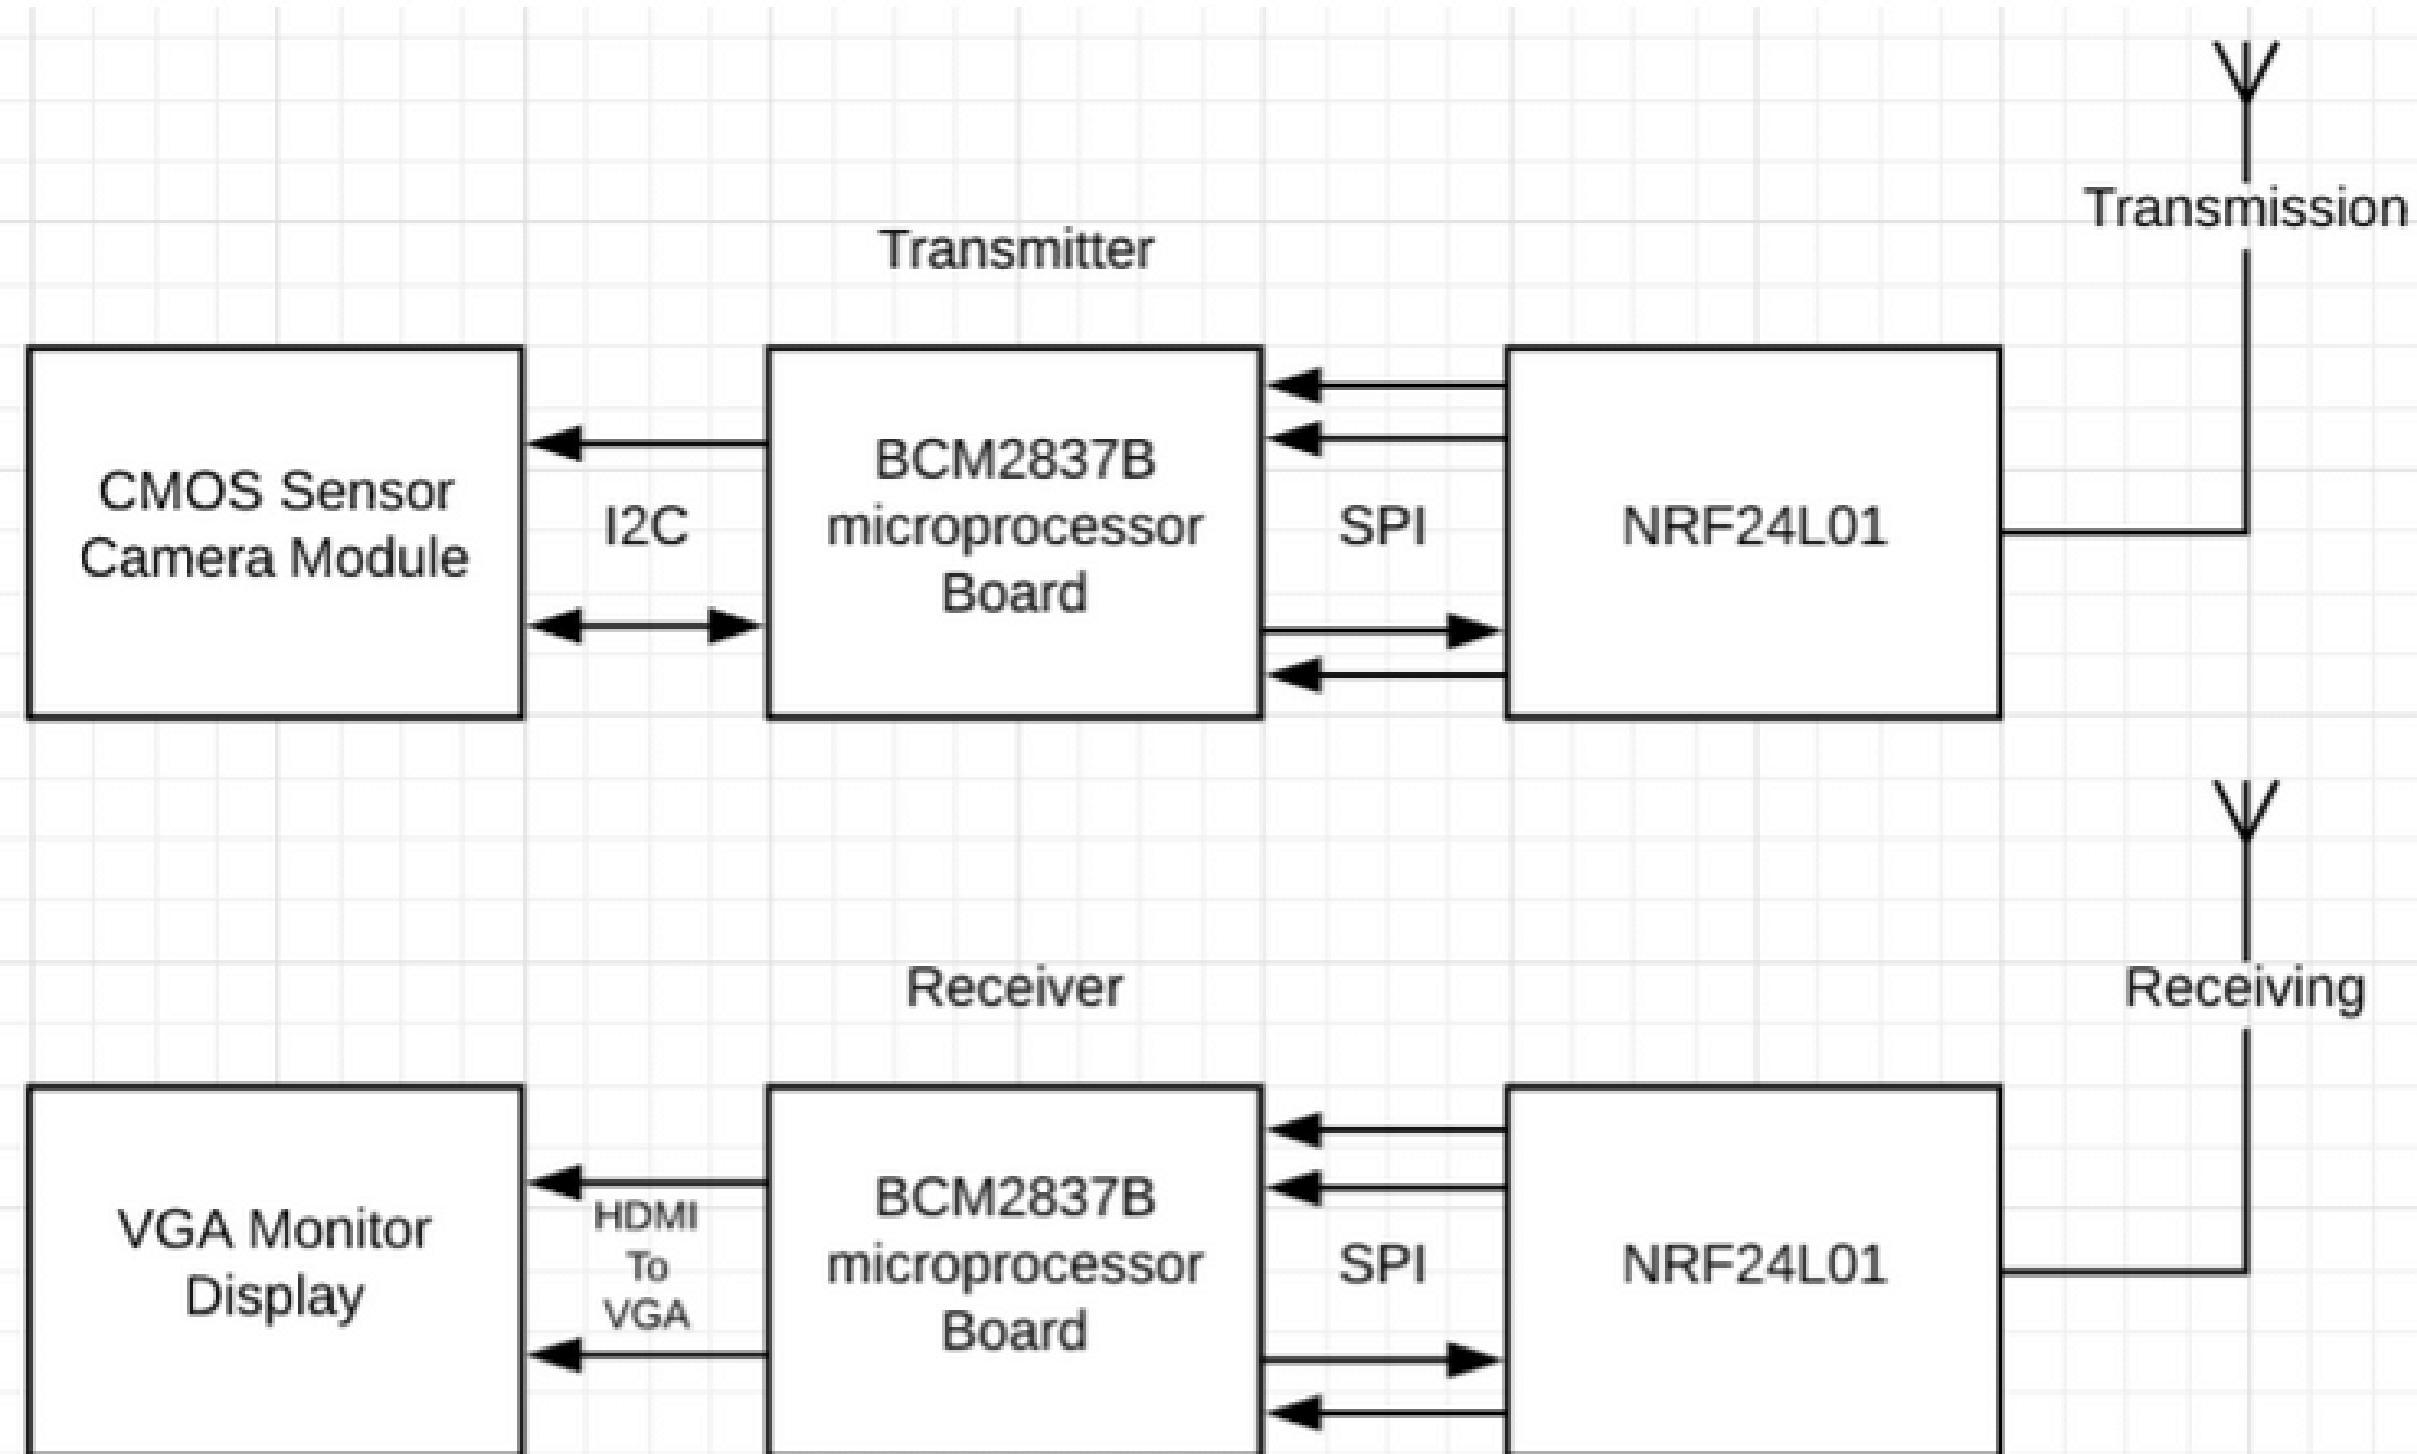 Transmission
Transmitter
CMOS Sensor
Camera Module
I2C
BCM2837B
microprocessor
Board
SPI
NRF24L01
Receiving
Receiver
VGA Monitor
Display
HDMI
To
VGA
BCM2837B
microprocessor
Board
SPI
NRF24L01